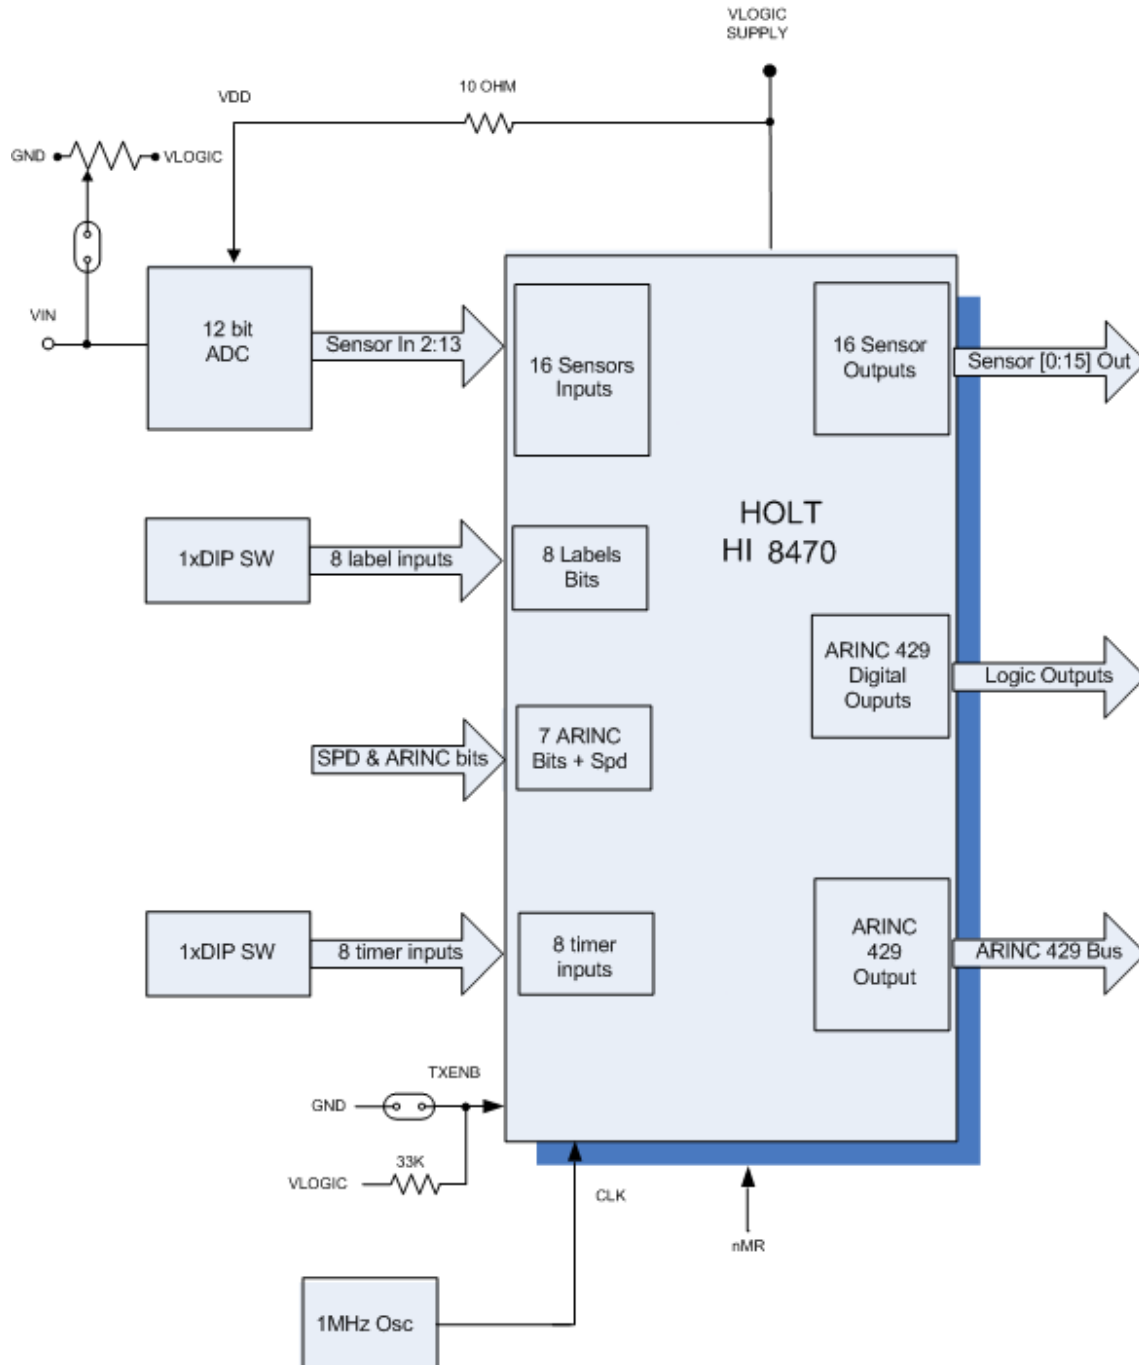 VLOGIC
SUPPLY
10 OHM
VDD
GND
VLOGIC
VIN
12 bit
ADC
Sensor In 2:13
16 Sensors
Inputs
16 Sensor
Outputs
Sensor [0:15] Out
HOLT
HI 8470
1xDIP SW
8 label inputs
8 Labels
Bits
ARINC 429
Digital
Ouputs
Logic Outputs
SPD & ARINC bits
7 ARINC
Bits + Spd
1xDIP SW
8 timer inputs
8 timer
inputs
ARINC
429
Output
ARINC 429 Bus
TXENB
GND
33K
VLOGIC
CLK
nMR
1MHz Osc